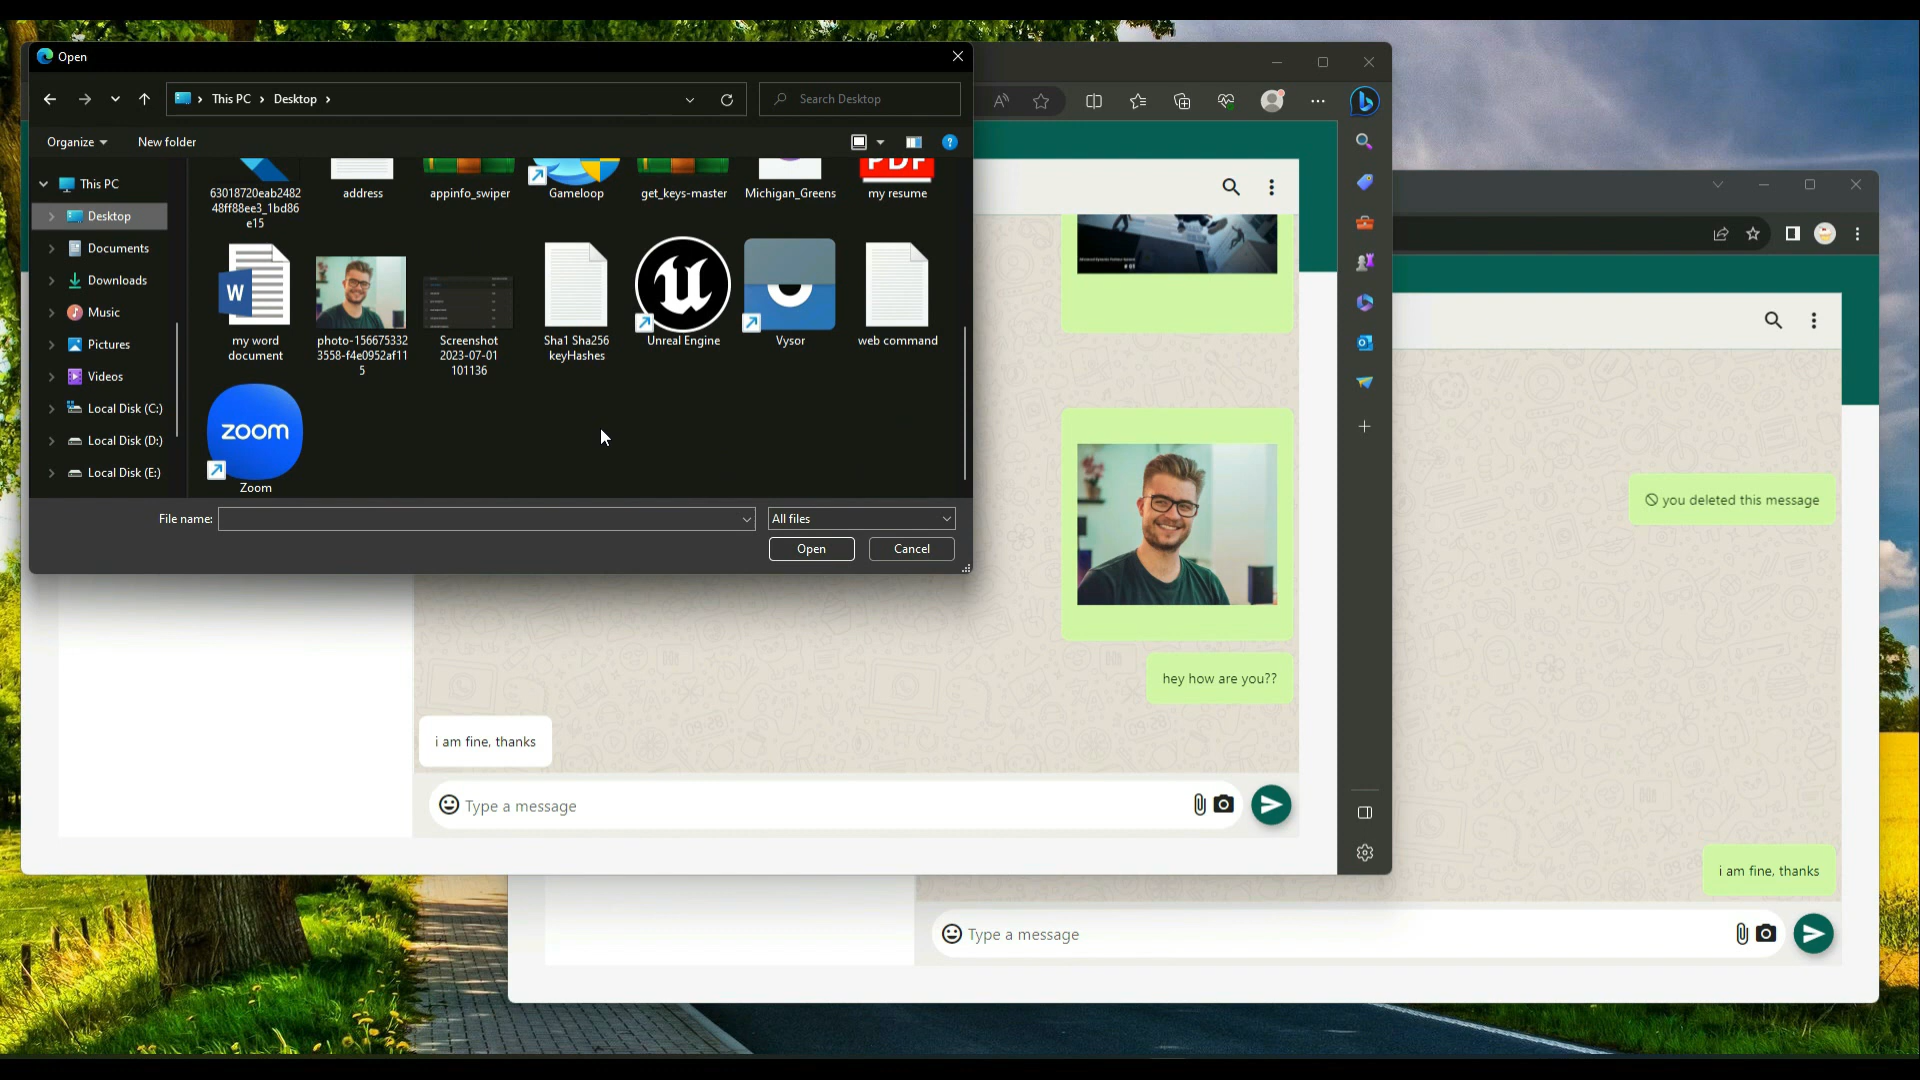 Open
This PC
Desktop
Search Desktop
Organize
New folder
This PC
Desktop
Documents
Downloads
Music
Pictures
Videos
Local Disk (C:)
Local Disk (D:)
Local Disk (E:)
63018720eab2482
48ff88ee3_1bd86
e15
address
appinfo_swiper
Gameloop
get_keys-master
Michigan_Greens
PDF
my resume
W
my word
document
photo-156675332
3558-f4e0952af11
5
Screenshot
2023-07-01
101136
Sha1 Sha256
keyHashes
Unreal Engine
Vysor
web command
zoom
Zoom
File name:
All files
Open
Cancel
# 01
hey how are you??
i am fine, thanks
Type a message
you deleted this message
i am fine, thanks
Type a message